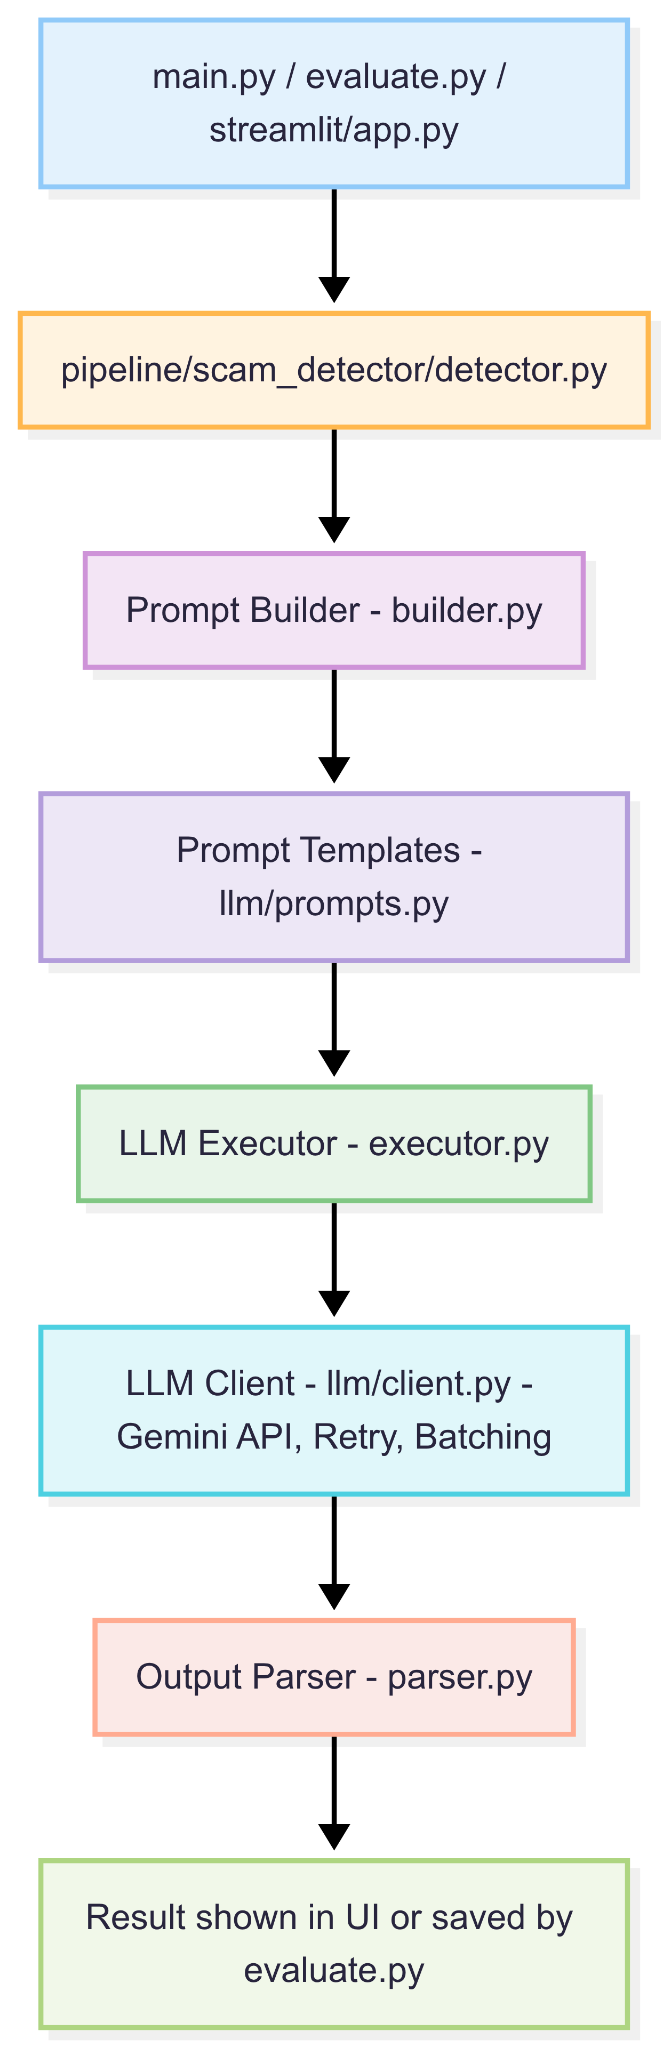 main.py / evaluate.py /
streamlit/app.py
pipeline/scam_detector/detector.py
Prompt Builder - builder.py
Prompt Templates -
llm/prompts.py
LLM Executor - executor.py
LLM Client - llm/client.py -
Gemini API, Retry, Batching
Output Parser - parser.py
Result shown in UI or saved by
evaluate.py